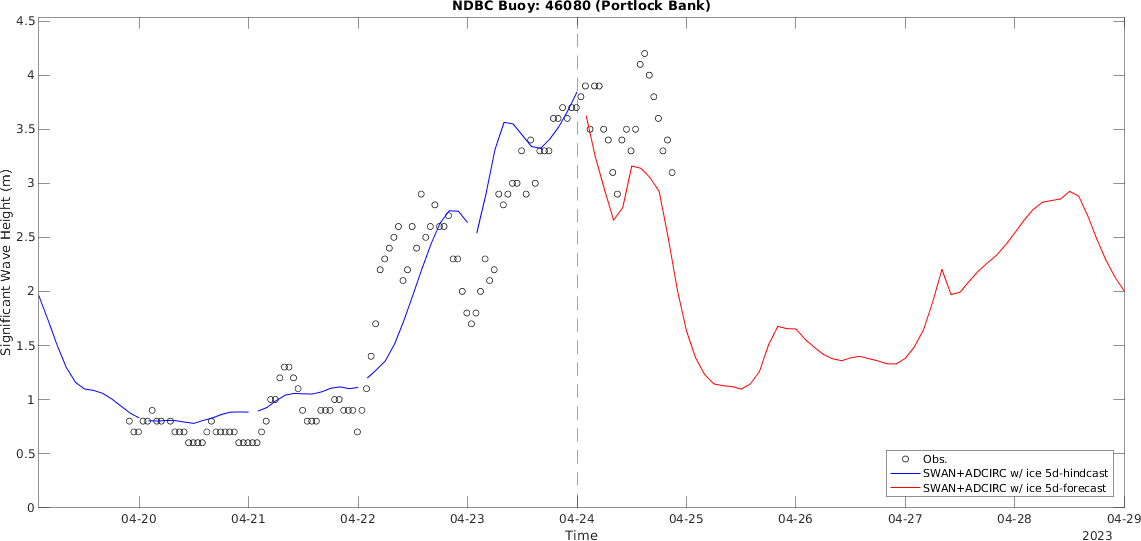 NDBC Buoy: 46080 (Portlock Bank)
Significant Wave Height (m)
4.5
4
3.5
3
2.5
2
1.5
1
0.5
0
04-20 04-21 04-22 04-23 04-24 04-25 04-26 04-27 04-28 04-29
Time
2023
Obs.
SWAN+ADCIRC w/ ice 5d-hindcast
SWAN+ADCIRC w/ ice 5d-forecast